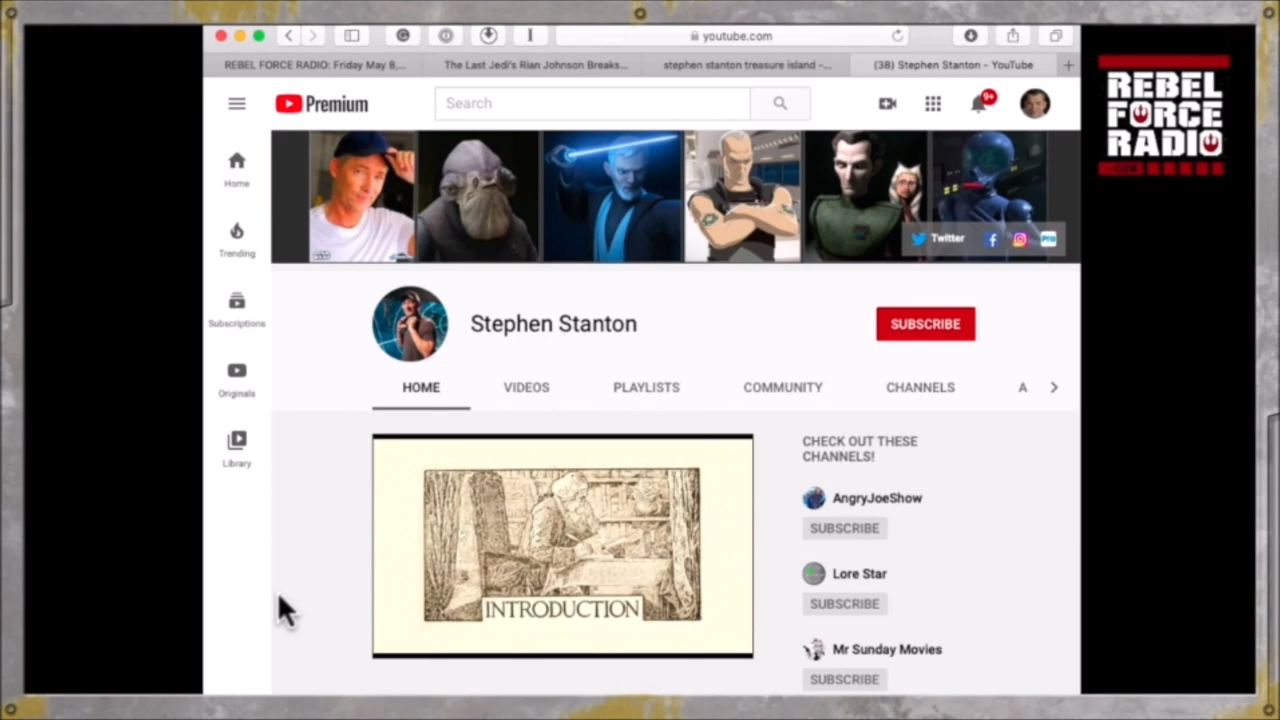 youtube.com
REBEL FORCE RADIO: Friday May 8,...
The Last Jedi's Rian Johnson Breaks...
stephen stanton treasure island -...
(38) Stephen Stanton - YouTube
Premium
Search
9+
REBEL
FORCE
RADIO
.COM
Home
Trending
Subscriptions
Originals
Library
Twitter
Pro
Stephen Stanton
SUBSCRIBE
HOME
VIDEOS
PLAYLISTS
COMMUNITY
CHANNELS
A
INTRODUCTION
CHECK OUT THESE
CHANNELS!
AngryJoeShow
SUBSCRIBE
Lore Star
SUBSCRIBE
Mr Sunday Movies
SUBSCRIBE